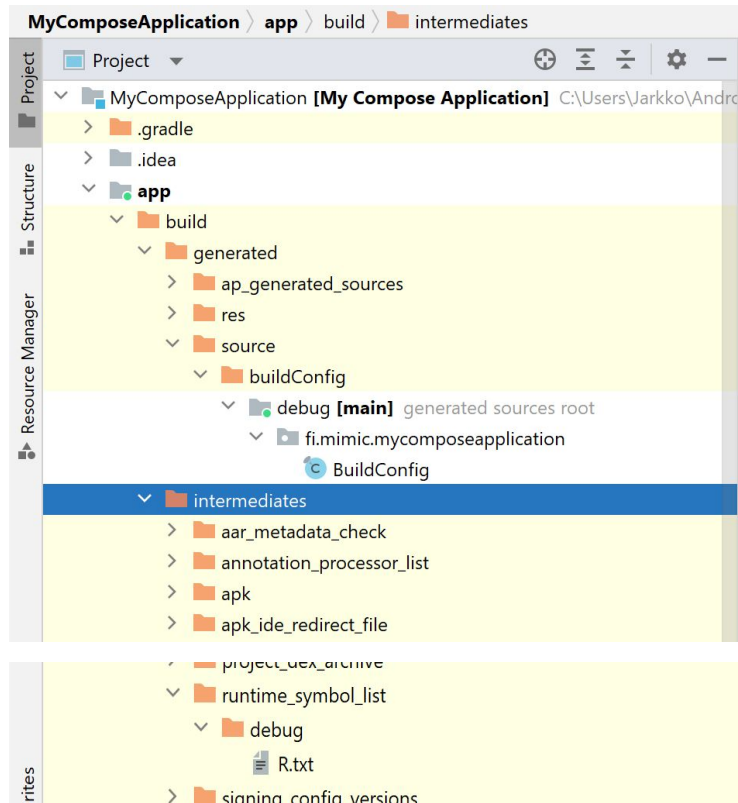 MyComposeApplication app build intermediates
Project
Project
MyComposeApplication [My Compose Application] C:\Users\Jarkko\Andro
.gradle
.idea
app
build
generated
ap_generated_sources
res
source
buildConfig
debug [main] generated sources root
fi.mimic.mycomposeapplication
C BuildConfig
intermediates
aar_metadata_check
annotation_processor_list
apk
apk_ide_redirect_file
Structure
Resource Manager
project_dex_archive
runtime_symbol_list
debug
R.txt
signing_config_versions
rites